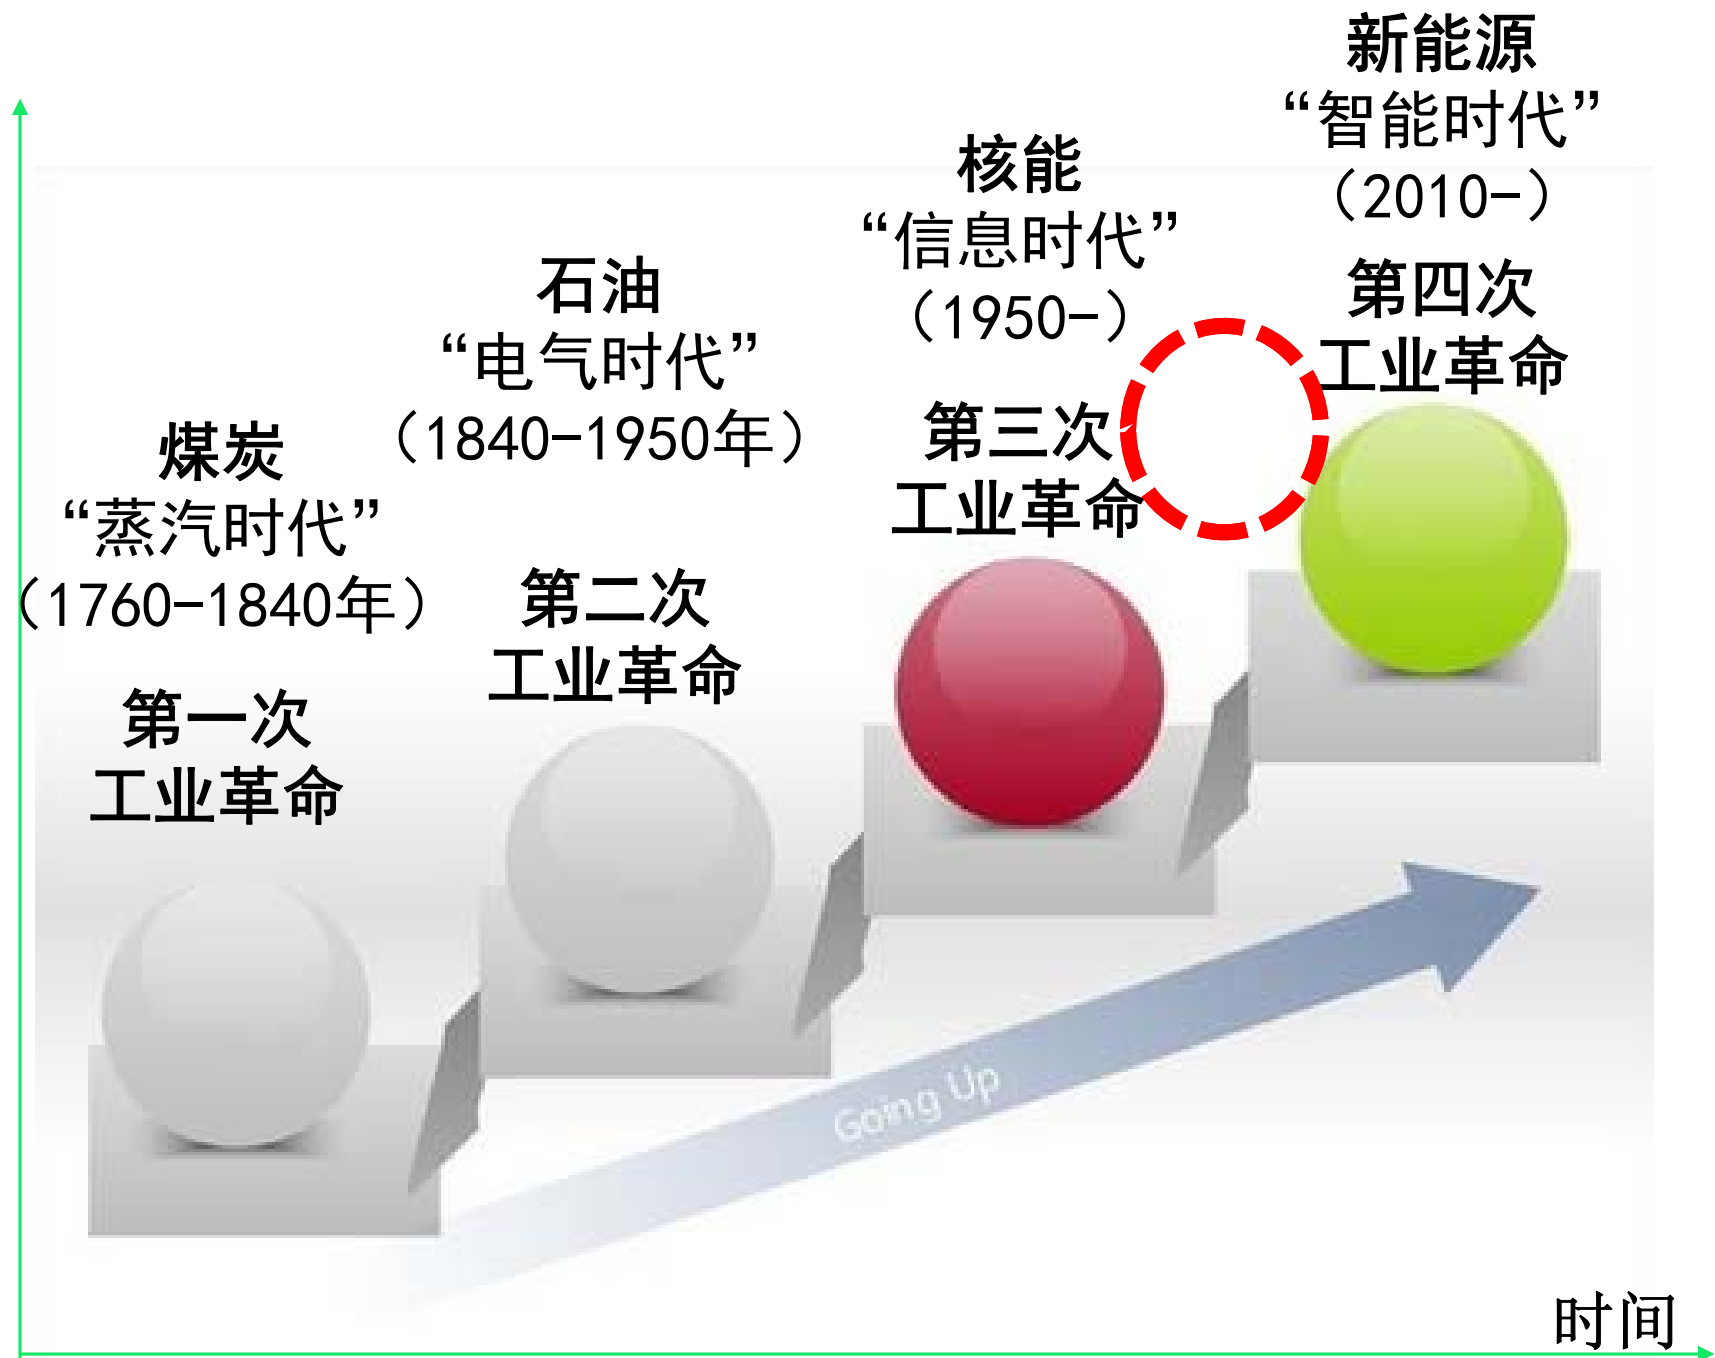 煤炭
“蒸汽时代”
（1760-1840年）
第一次
工业革命
石油
“电气时代”
（1840-1950年）
第二次
工业革命
核能
“信息时代”
（1950-）
第三次
工业革命
新能源
“智能时代”
（2010-）
第四次
工业革命
Going Up
时间